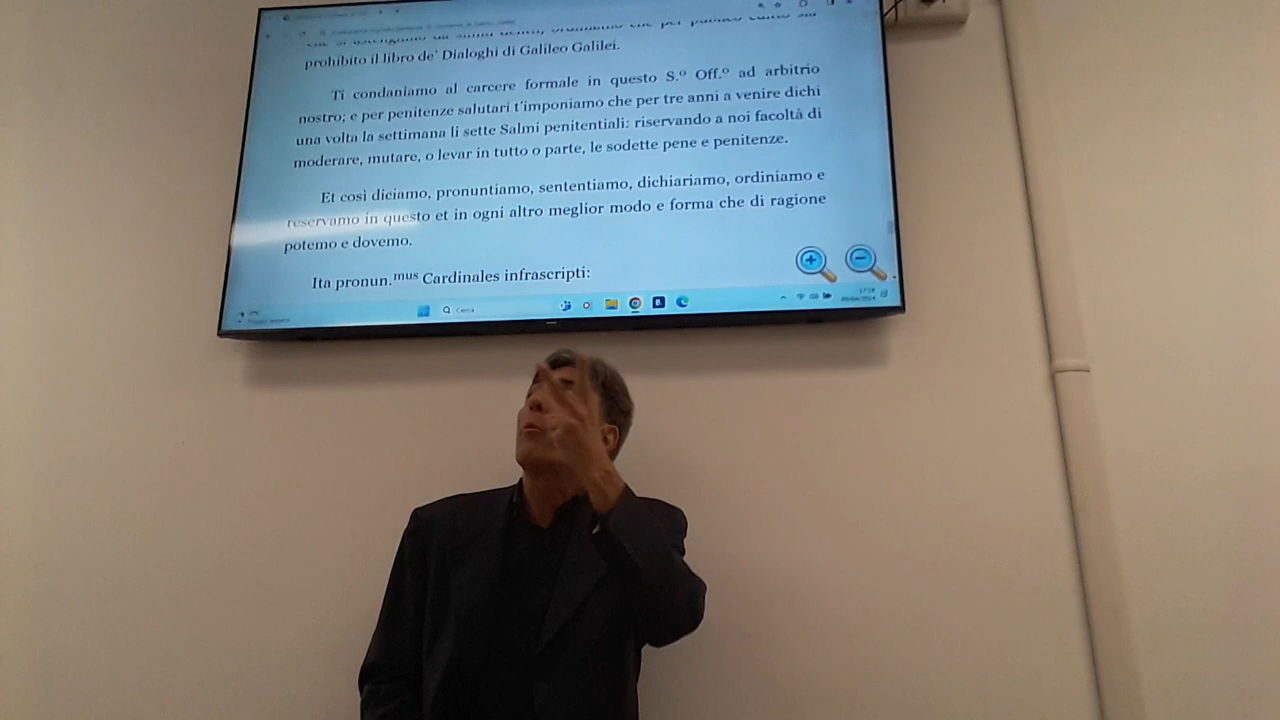 prohibito il libro de' Dialoghi di Galileo Galilei.
Ti condaniamo al carcere formale in questo S.º Off.º ad arbitrio
nostro; e per penitenze salutari t'imponiamo che per tre anni a venire dichi
una volta la settimana li sette Salmi penitentiali: riservando a noi facoltà di
moderare, mutare, o levar in tutto o parte, le sodette pene e penitenze.
Et così diciamo, pronuntiamo, sententiamo, dichiariamo, ordiniamo e
reservamo in questo et in ogni altro meglior modo e forma che di ragione
potemo e dovemo.
Ita pronun.mus Cardinales infrascripti:
Cerca